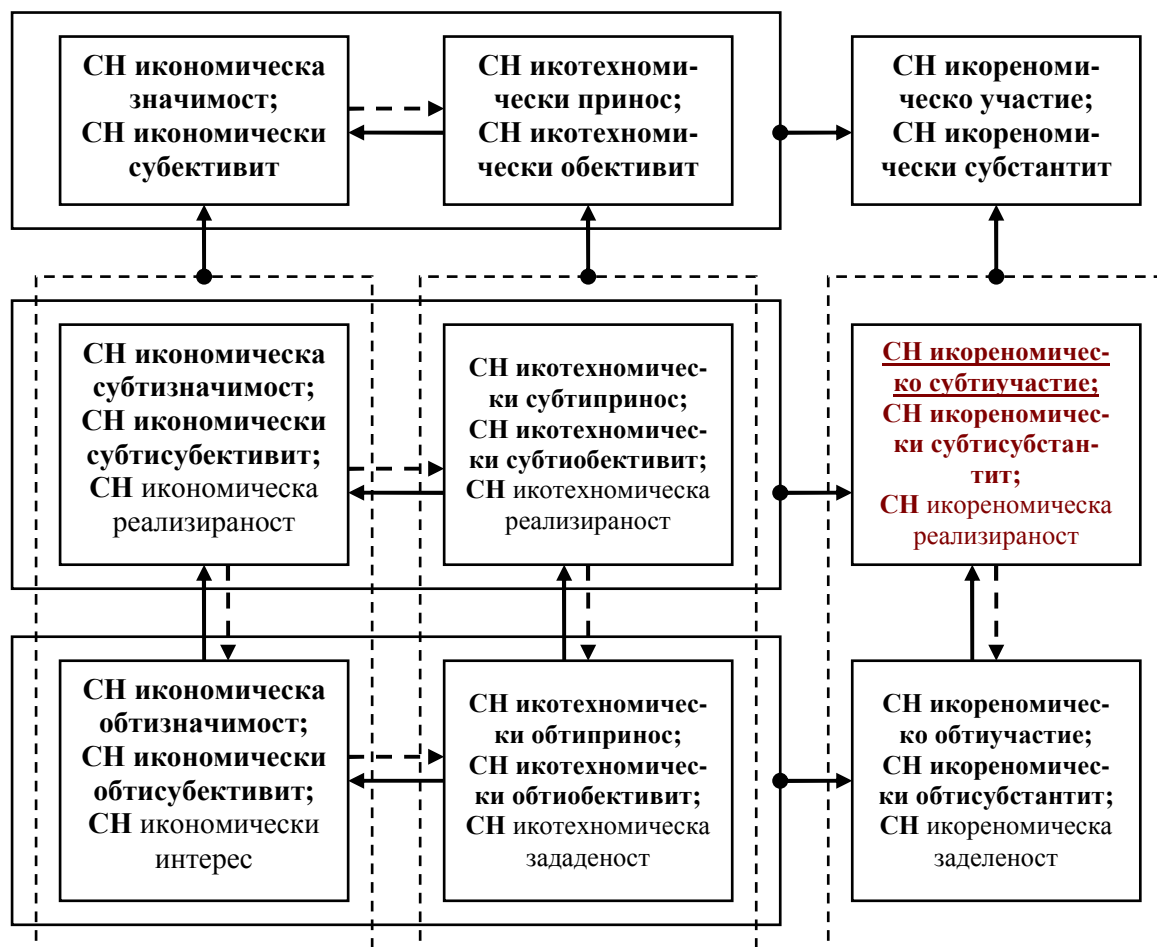 СН икономическа
значимост;
СН икономически
субективит
СН икотехноми-
чески принос;
СН икотехноми-
чески обективит
СН икореноми-
ческо участие;
СН икореноми-
чески субстантит
СН икономическа
субтизначимост;
СН икономически
субтисубективит;
СН икономическа
реализираност
СН икотехномичес-
ки субтипринос;
СН икотехномичес-
ки субтиобективит;
СН икотехномическа
реализираност
СН икореномичес-
ко субтиучастие;
СН икореномичес-
ки субтисубстан-
тит;
СН икореномическа
реализираност
СН икономическа
обтизначимост;
СН икономически
обтисубективит;
СН икономически
интерес
СН икотехномичес-
ки обтипринос;
СН икотехномичес-
ки обтиобективит;
СН икотехномическа
зададеност
СН икореномичес-
ко обтиучастие;
СН икореномичес-
ки обтисубстантит;
СН икореномическа
заделеност